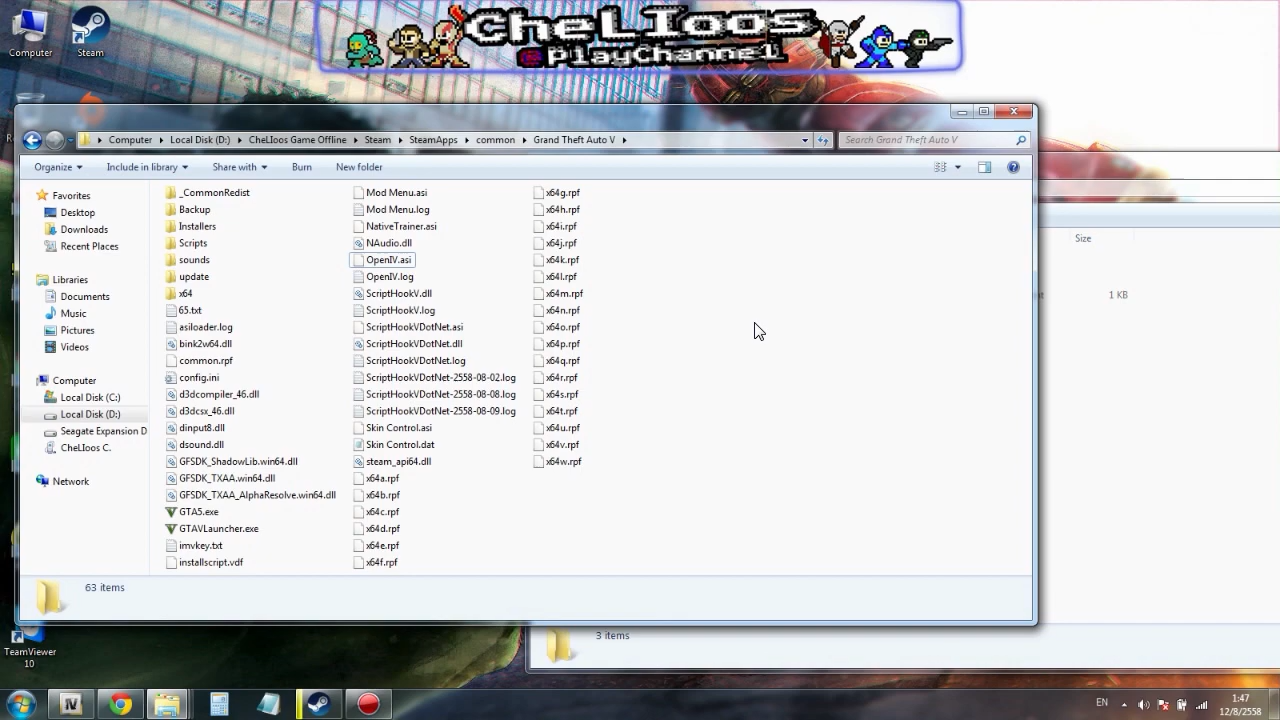 CheLIoos
PlayChannel
Computer
Steam
Computer
Local Disk (D:)
CheLIoos Game Offline
Steam
SteamApps
common
Grand Theft Auto V
Search Grand Theft Auto V
Organize
Include in library
Share with
Burn
New folder
Favorites
Desktop
Downloads
Recent Places
Libraries
Documents
Music
Pictures
Videos
Computer
Local Disk (C:)
Local Disk (D:)
Seagate Expansion D
CheLIoos C.
Network
_CommonRedist
Backup
Installers
Scripts
sounds
update
x64
65.txt
asiloader.log
bink2w64.dll
common.rpf
config.ini
d3dcompiler_46.dll
d3dcsx_46.dll
dinput8.dll
dsound.dll
GFSDK_ShadowLib.win64.dll
GFSDK_TXAA.win64.dll
GFSDK_TXAA_AlphaResolve.win64.dll
GTA5.exe
GTAVLauncher.exe
imvkey.txt
installscript.vdf
Mod Menu.asi
Mod Menu.log
NativeTrainer.asi
NAudio.dll
OpenIV.asi
OpenIV.log
ScriptHookV.dll
ScriptHookV.log
ScriptHookVDotNet.asi
ScriptHookVDotNet.dll
ScriptHookVDotNet.log
ScriptHookVDotNet-2558-08-02.log
ScriptHookVDotNet-2558-08-08.log
ScriptHookVDotNet-2558-08-09.log
Skin Control.asi
Skin Control.dat
steam_api64.dll
x64a.rpf
x64b.rpf
x64c.rpf
x64d.rpf
x64e.rpf
x64f.rpf
x64g.rpf
x64h.rpf
x64i.rpf
x64j.rpf
x64k.rpf
x64l.rpf
x64m.rpf
x64n.rpf
x64o.rpf
x64p.rpf
x64q.rpf
x64r.rpf
x64s.rpf
x64t.rpf
x64u.rpf
x64v.rpf
x64w.rpf
Size
1 KB
63 items
3 items
TeamViewer
10
EN
1:47
12/8/2558